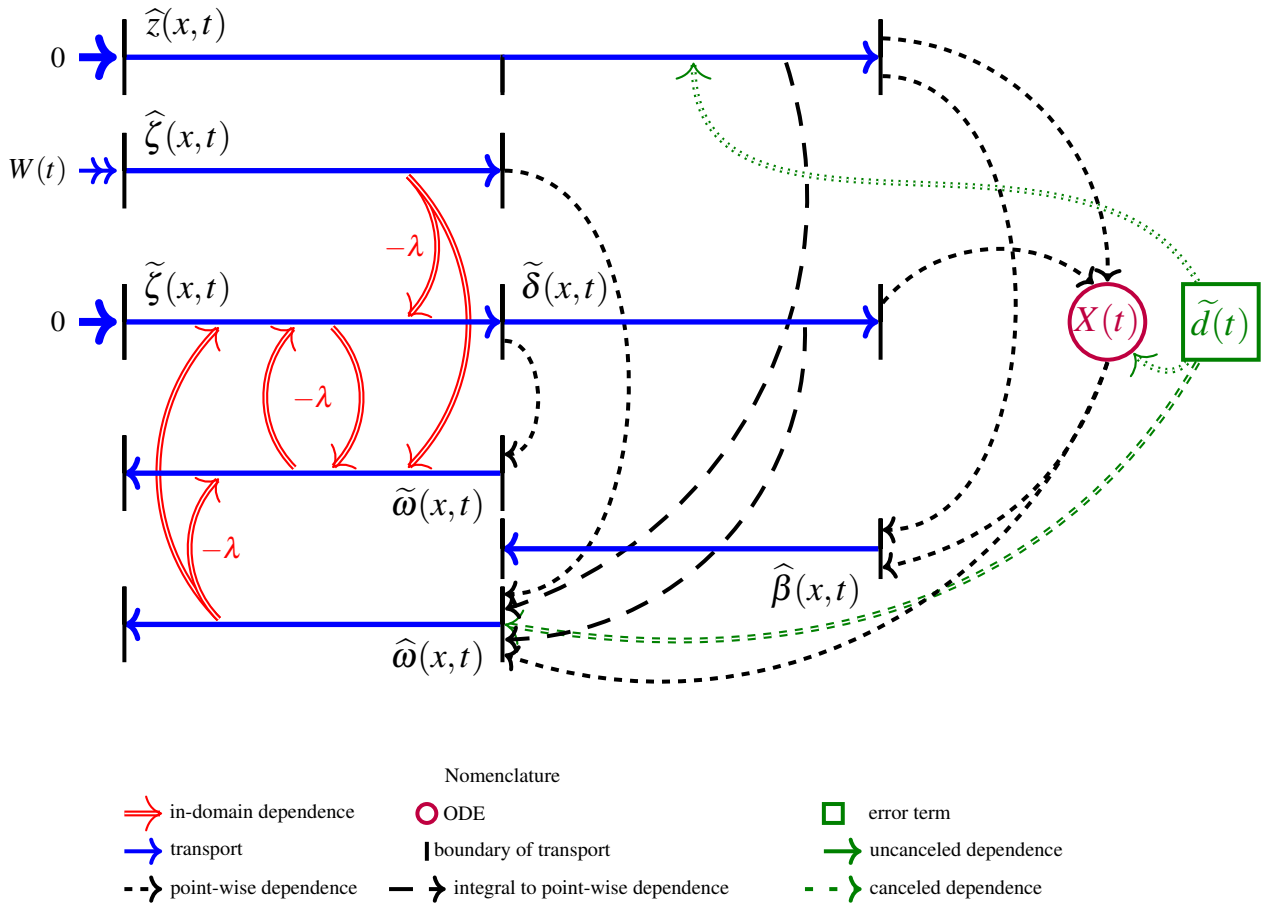 ẑ(x,t)
0
ζ̂(x,t)
W(t)
−λ
ζ̃(x,t)
δ̃(x,t)
0
X(t)
d̃(t)
−λ
ω̃(x,t)
−λ
β̂(x,t)
ω̂(x,t)
Nomenclature
in-domain dependence
ODE
error term
transport
boundary of transport
uncanceled dependence
point-wise dependence
integral to point-wise dependence
canceled dependence